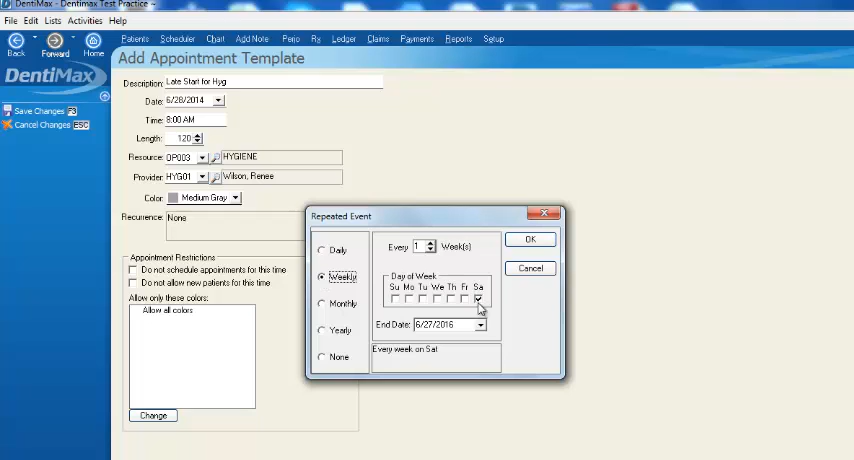 DentiMax - Dentimax Test Practice ~
File Edit Lists Activities Help
Back Forward Home
Patients Scheduler Chart Add Note Perio Rx Ledger Claims Payments Reports Setup
DentiMax
Add Appointment Template
Save Changes F3
Cancel Changes ESC
Description: Late Start for Hyg
Date: 6/28/2014
Time: 8:00 AM
Length: 120
Resource: OP003 HYGIENE
Provider: HYG01 Wilson, Renee
Color: Medium Gray
Recurrence: None
Appointment Restrictions
Do not schedule appointments for this time
Do not allow new patients for this time
Allow only these colors:
Allow all colors
Change
Repeated Event
Daily
Weekly
Monthly
Yearly
None
Every 1 Week(s)
Day of Week
Su Mo Tu We Th Fr Sa
End Date: 6/27/2016
Every week on Sat
OK
Cancel